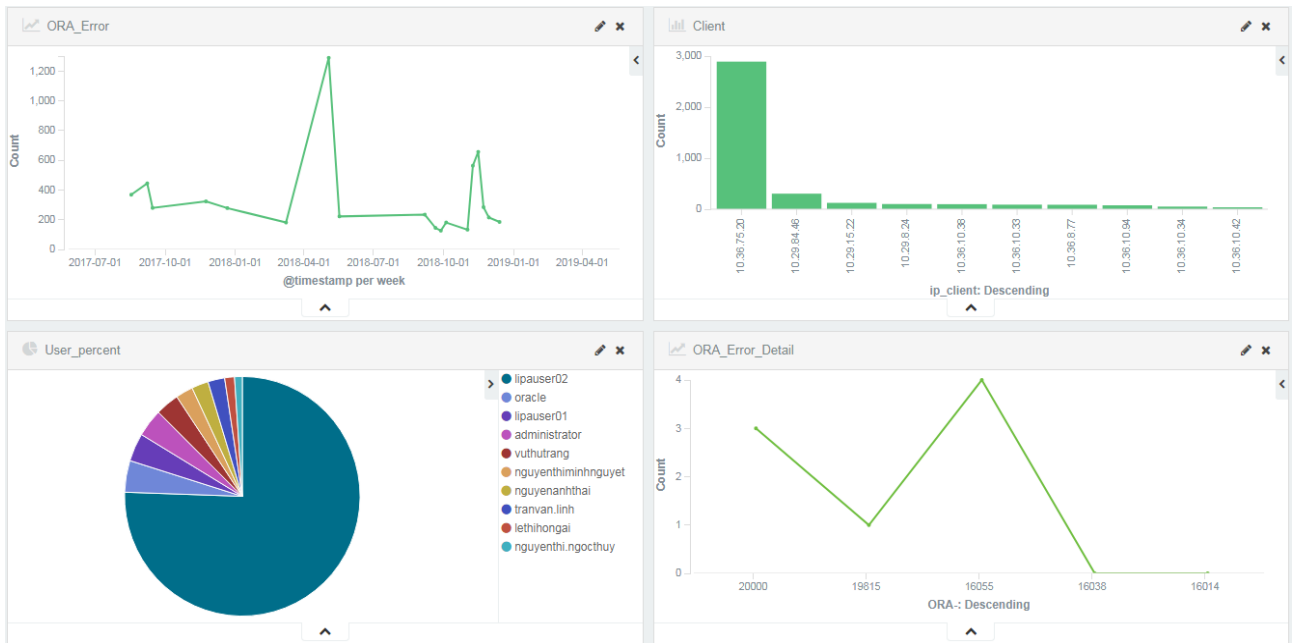 ORA_Error
1,200
1,000
800
600
400
200
0
Count
2017-07-01 2017-10-01 2018-01-01 2018-04-01 2018-07-01 2018-10-01 2019-01-01 2019-04-01
@timestamp per week
Client
3,000
2,000
1,000
0
Count
10.36.75.20 10.29.84.46 10.29.15.22 10.29.8.24 10.36.10.38 10.36.10.33 10.36.8.77 10.36.10.94 10.36.10.34 10.36.10.42
ip_client: Descending
User_percent
lipauser02
oracle
lipauser01
administrator
vuthutrang
nguyenthiminhnguyet
nguyenanhthai
tranvan.linh
lethihongai
nguyenthi.ngocthuy
ORA_Error_Detail
4
3
2
1
0
Count
20000 19815 16055 16038 16014
ORA-: Descending